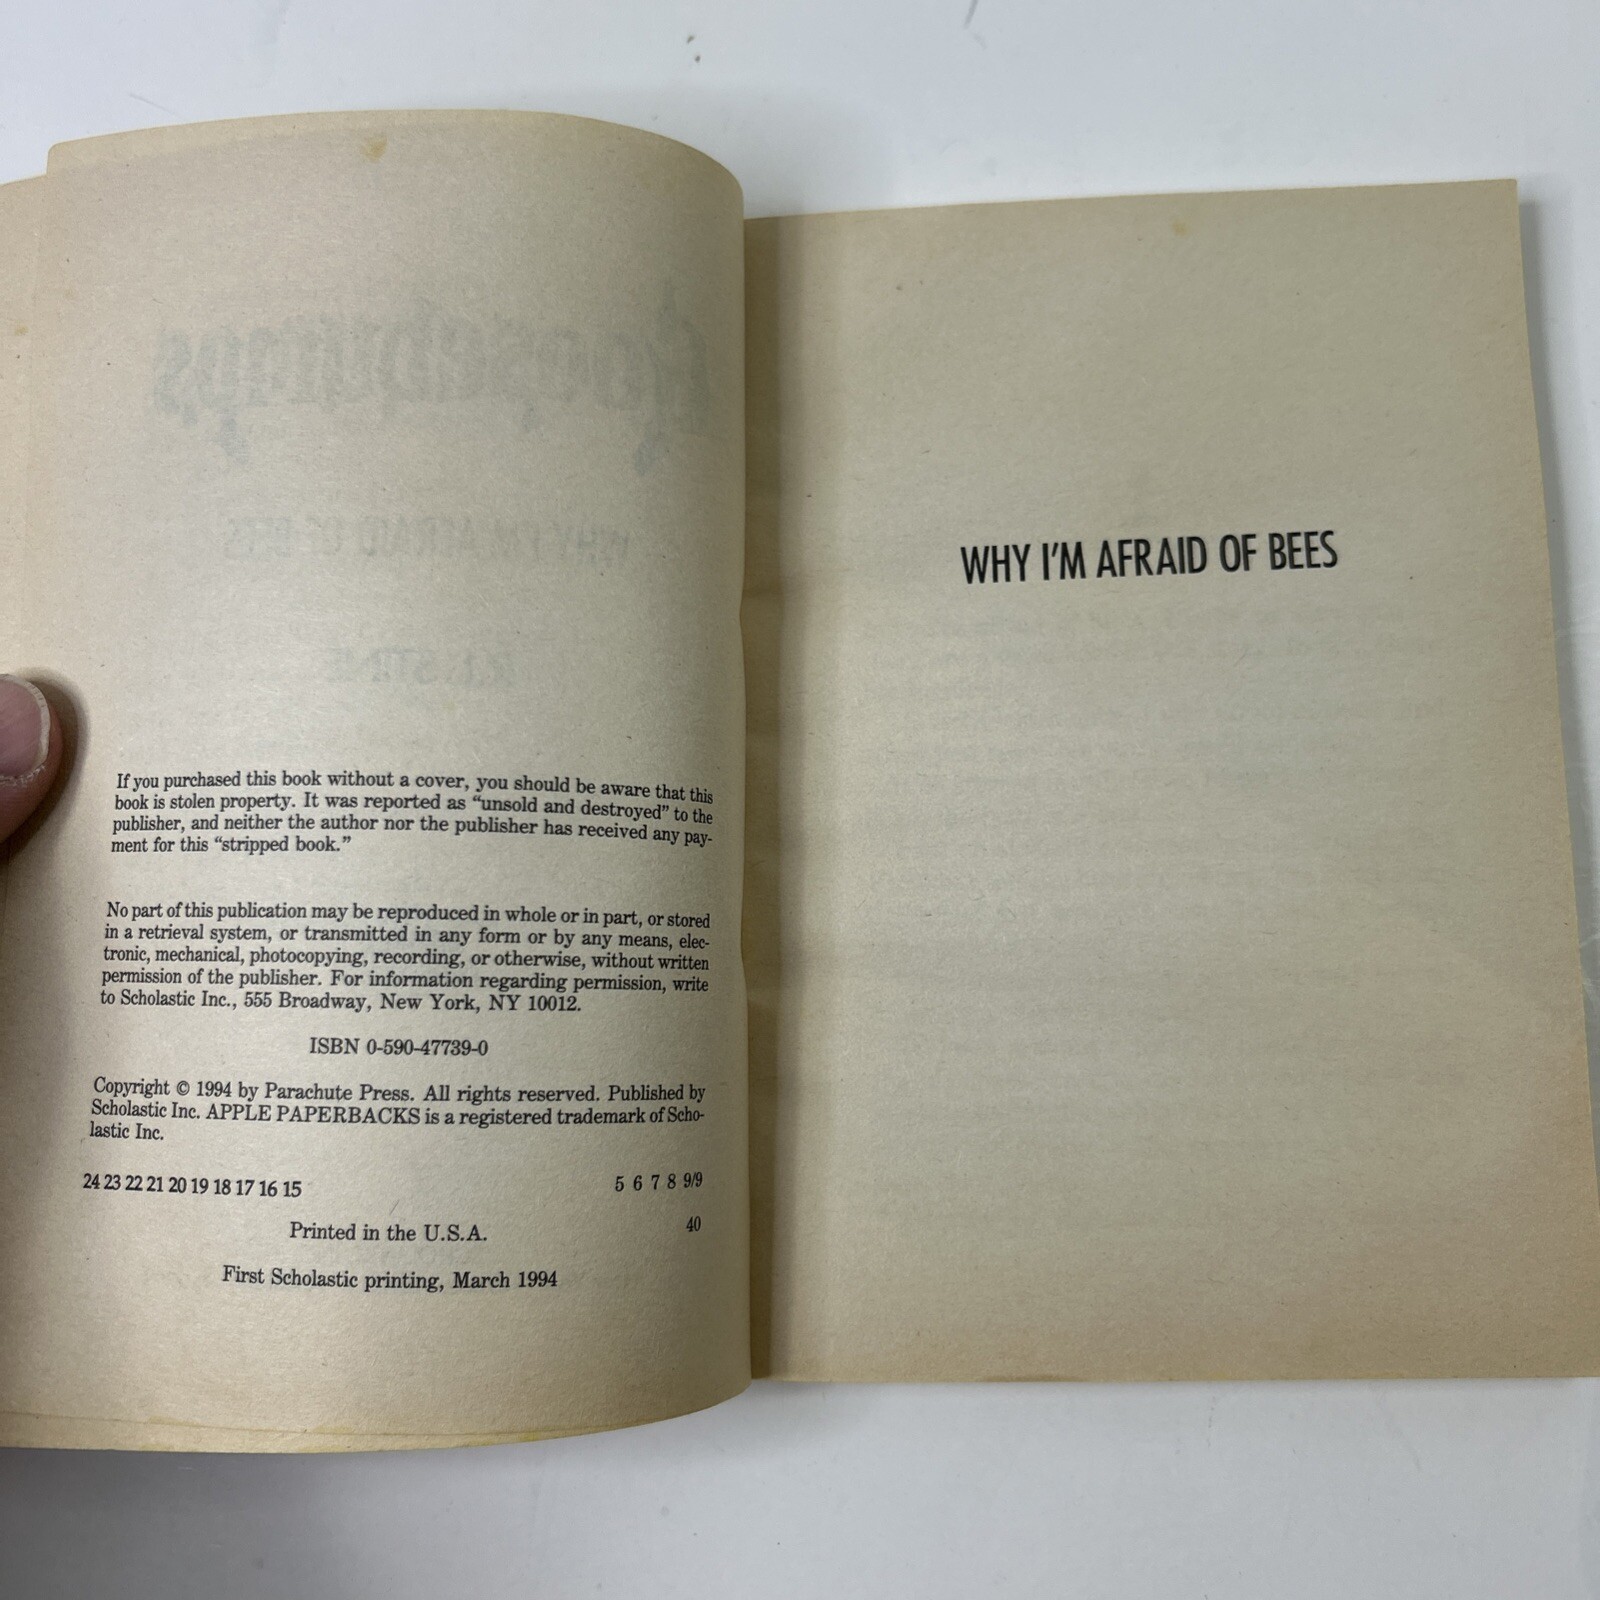 If you purchased this book without a cover, you should be aware that this
book is stolen property. It was reported as “unsold and destroyed” to the
publisher, and neither the author nor the publisher has received any pay-
ment for this “stripped book.”
No part of this publication may be reproduced in whole or in part, or stored
in a retrieval system, or transmitted in any form or by any means, elec-
tronic, mechanical, photocopying, recording, or otherwise, without written
permission of the publisher. For information regarding permission, write
to Scholastic Inc., 555 Broadway, New York, NY 10012.
ISBN 0-590-47739-0
Copyright © 1994 by Parachute Press. All rights reserved. Published by
Scholastic Inc. APPLE PAPERBACKS is a registered trademark of Scho-
lastic Inc.
24 23 22 21 20 19 18 17 16 15 5 6 7 8 9/9
Printed in the U.S.A. 40
First Scholastic printing, March 1994
WHY I'M AFRAID OF BEES